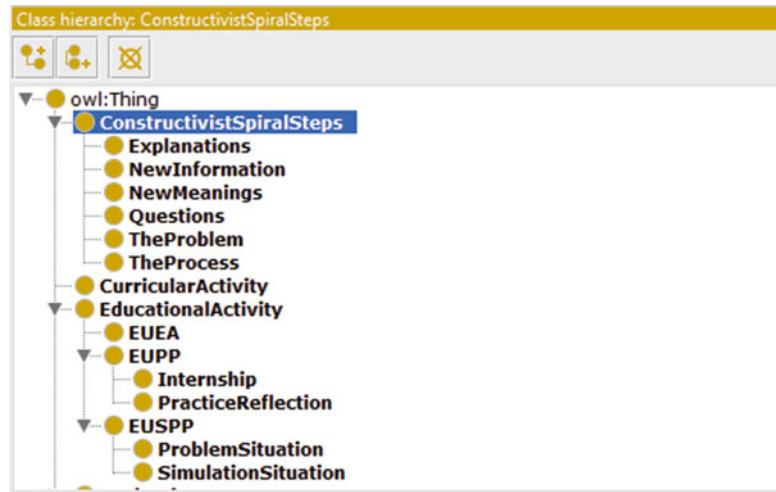 Class hierarchy: ConstructivistSpiralSteps
owl:Thing
ConstructivistSpiralSteps
Explanations
NewInformation
NewMeanings
Questions
TheProblem
TheProcess
CurricularActivity
EducationalActivity
EUEA
EUPP
Internship
PracticeReflection
EUSPP
ProblemSituation
SimulationSituation